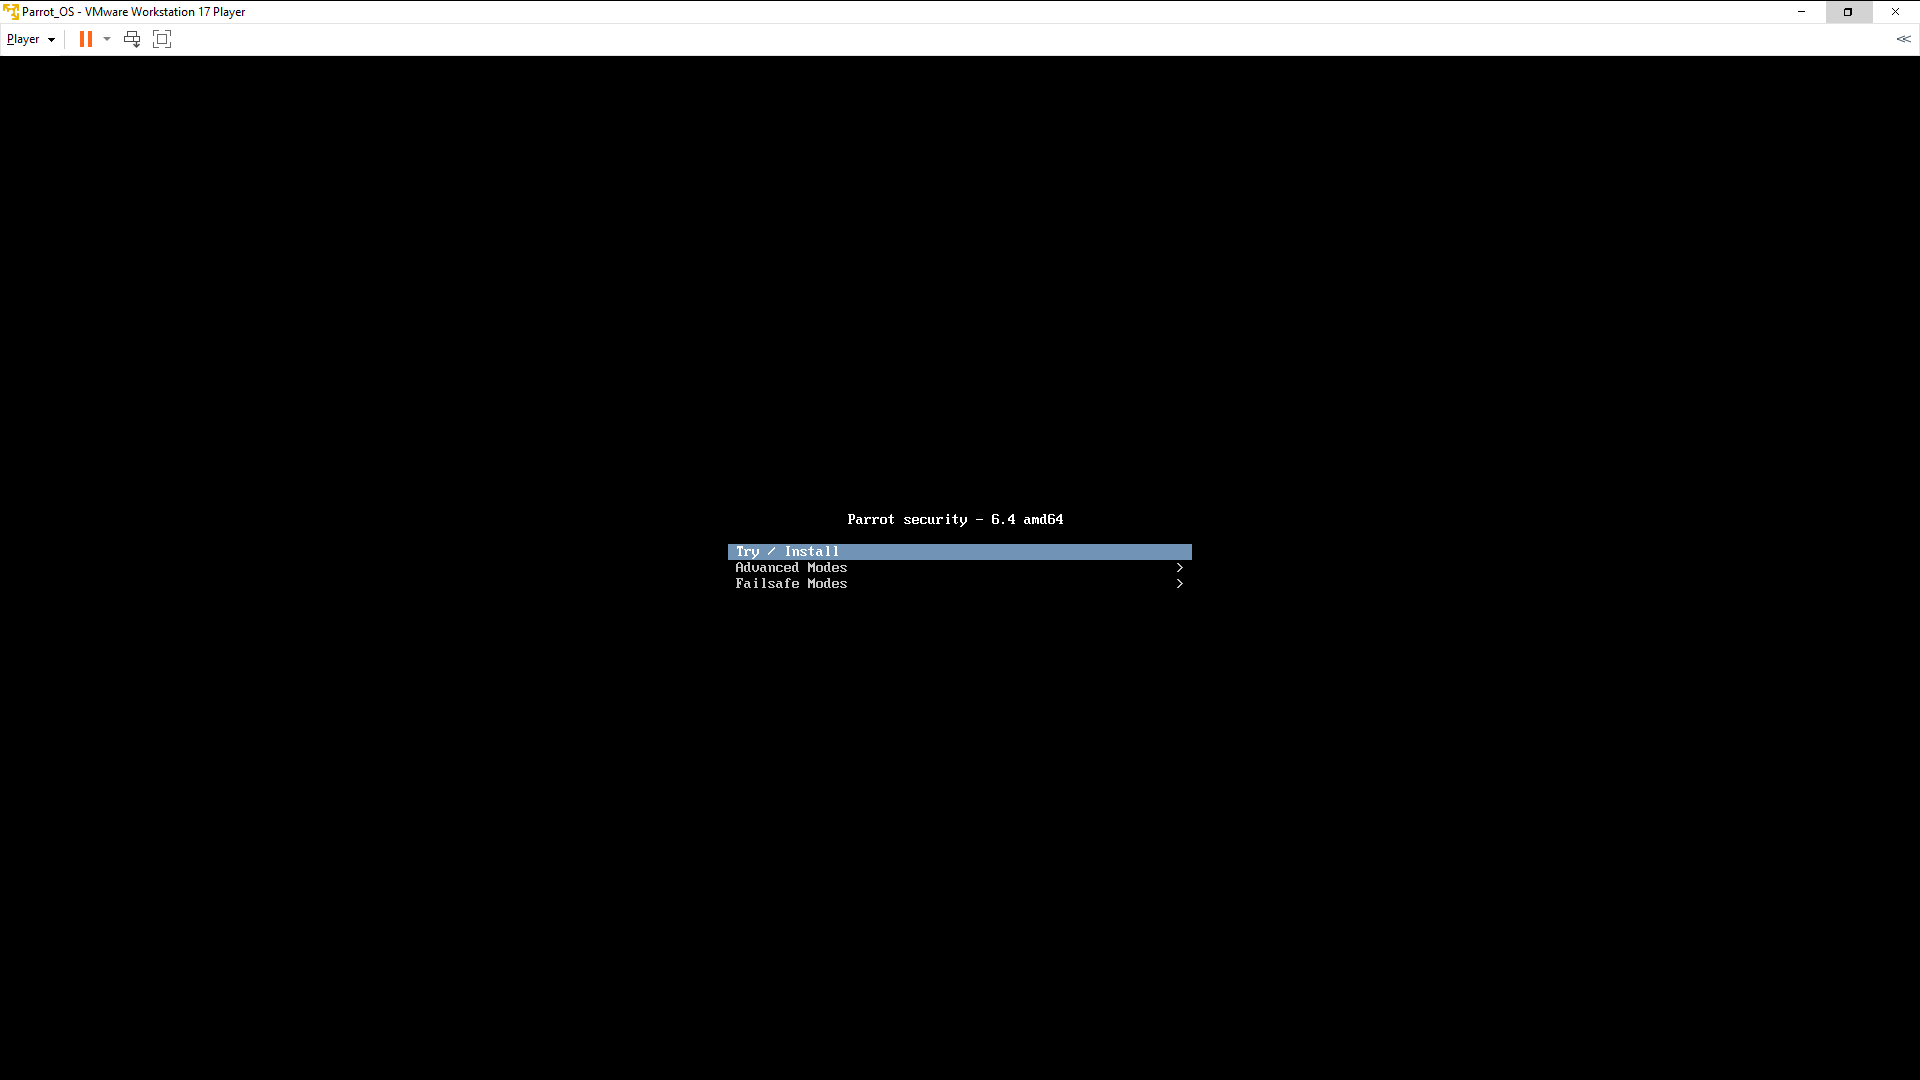 Parrot_OS - VMware Workstation 17 Player
Player
Parrot security - 6.4 amd64
Try / Install
Advanced Modes >
Failsafe Modes >